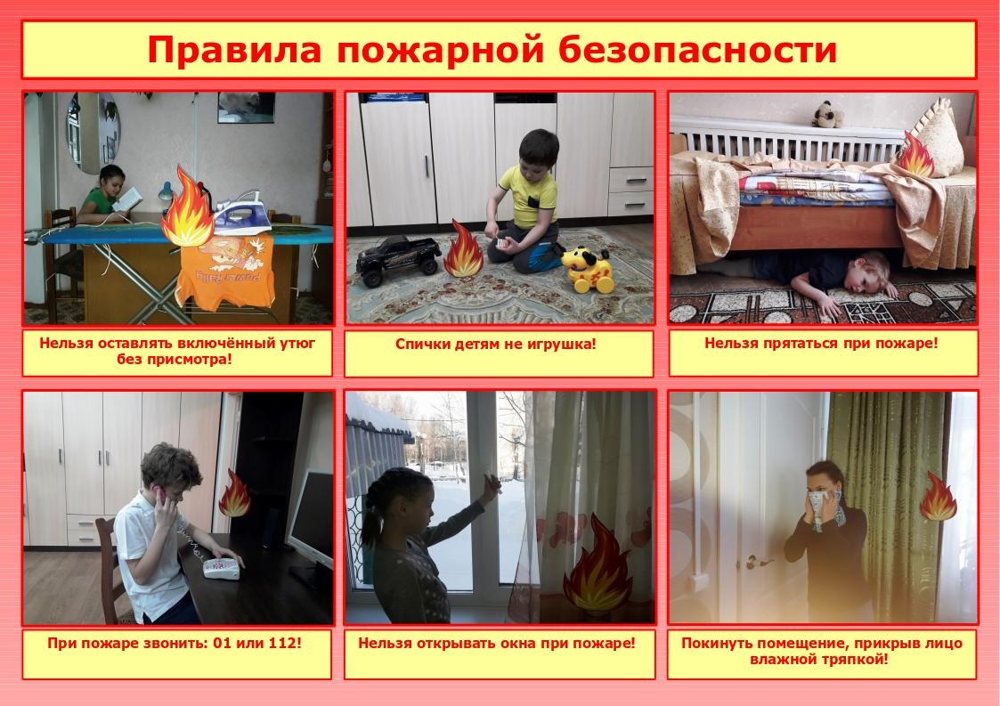 Правила пожарной безопасности
Нельзя оставлять включённый утюг
без присмотра!
Спички детям не игрушка!
Нельзя прятаться при пожаре!
При пожаре звонить: 01 или 112!
Нельзя открывать окна при пожаре!
Покинуть помещение, прикрыв лицо
влажной тряпкой!